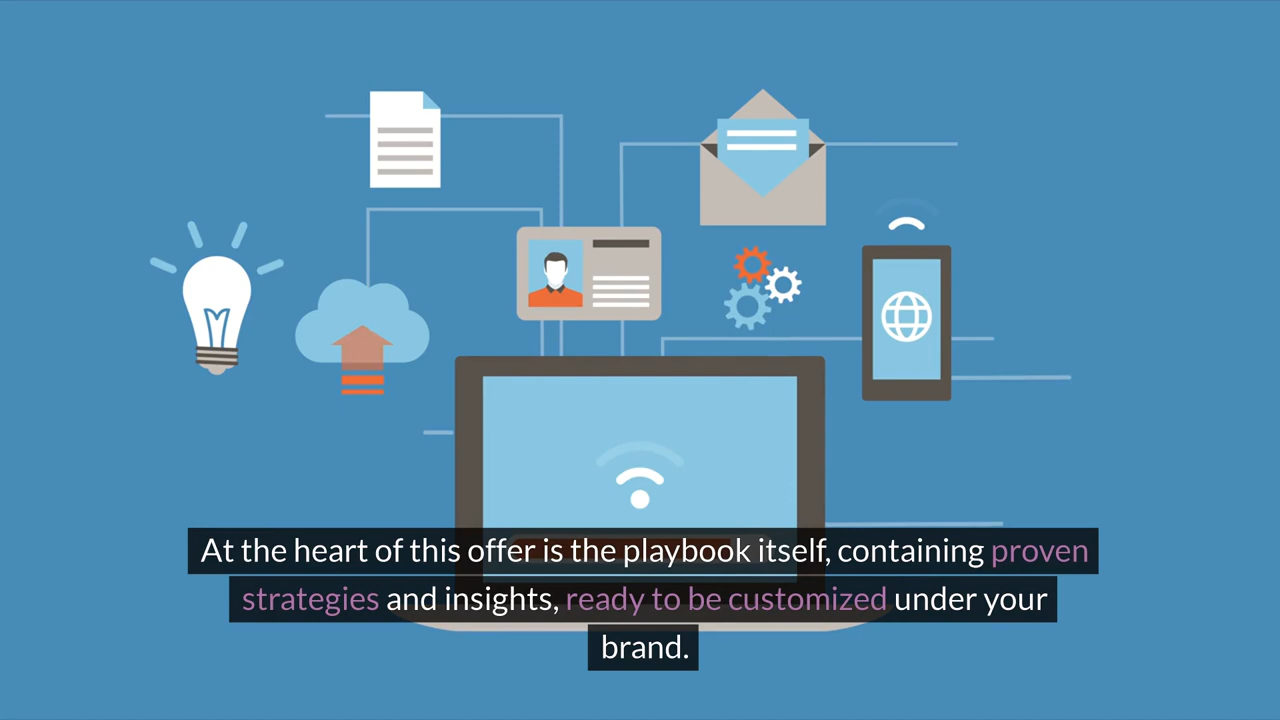 At the heart of this offer is the playbook itself, containing proven
strategies and insights, ready to be customized under your
brand.